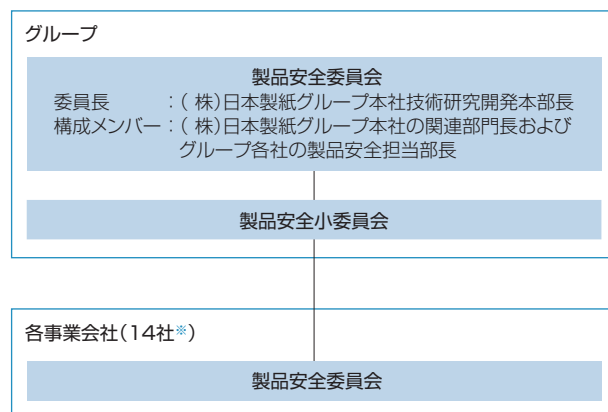 グループ
製品安全委員会
委員長　　　：( 株)日本製紙グループ本社技術研究開発本部長
構成メンバー：( 株)日本製紙グループ本社の関連部門長および
グループ各社の製品安全担当部長
製品安全小委員会
各事業会社(14社※)
製品安全委員会